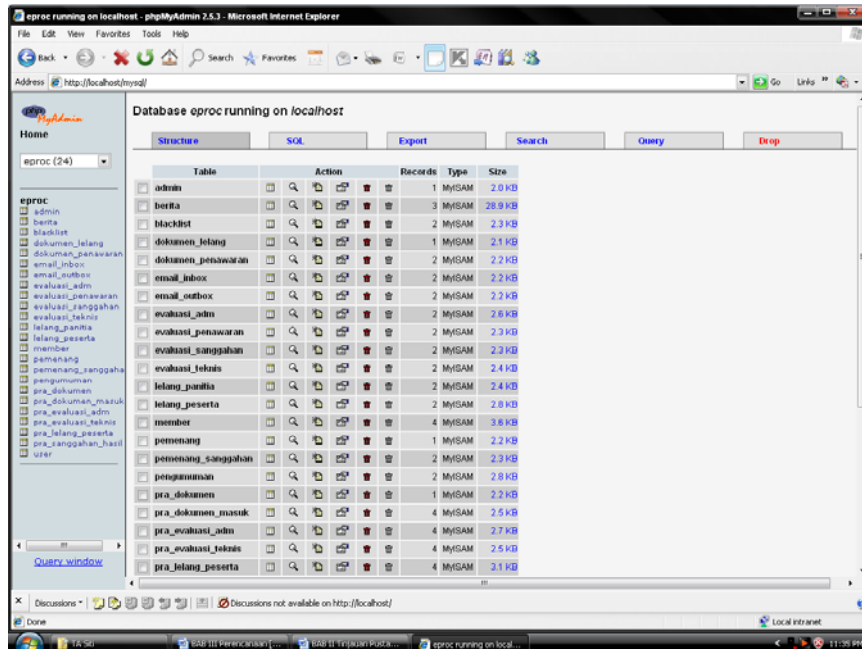 eproc running on localhost - phpMyAdmin 2.5.3 - Microsoft Internet Explorer
File Edit View Favorites Tools Help
Back Search Favorites
Address http://localhost/mysql/ Go Links
php
MyAdmin
Home
eproc (24)
eproc
admin
berita
blacklist
dokumen_lelang
dokumen_penawaran
email_inbox
email_outbox
evaluasi_adm
evaluasi_penawaran
evaluasi_sanggahan
evaluasi_teknis
lelang_panitia
lelang_peserta
member
pemenang
pemenang_sanggaha
pengumuman
pra_dokumen
pra_dokumen_masuk
pra_evaluasi_adm
pra_evaluasi_teknis
pra_lelang_peserta
pra_sanggahan_hasil
user
Query window
Database eproc running on localhost
Structure SQL Export Search Query Drop
Table Action Records Type Size
admin 1 MyISAM 2.0 KB
berita 3 MyISAM 28.9 KB
blacklist 2 MyISAM 2.3 KB
dokumen_lelang 1 MyISAM 2.1 KB
dokumen_penawaran 2 MyISAM 2.2 KB
email_inbox 2 MyISAM 2.2 KB
email_outbox 2 MyISAM 2.2 KB
evaluasi_adm 2 MyISAM 2.6 KB
evaluasi_penawaran 2 MyISAM 2.3 KB
evaluasi_sanggahan 2 MyISAM 2.3 KB
evaluasi_teknis 2 MyISAM 2.4 KB
lelang_panitia 2 MyISAM 2.4 KB
lelang_peserta 2 MyISAM 2.8 KB
member 4 MyISAM 3.6 KB
pemenang 1 MyISAM 2.2 KB
pemenang_sanggahan 2 MyISAM 2.3 KB
pengumuman 2 MyISAM 2.8 KB
pra_dokumen 1 MyISAM 2.2 KB
pra_dokumen_masuk 4 MyISAM 2.5 KB
pra_evaluasi_adm 4 MyISAM 2.7 KB
pra_evaluasi_teknis 4 MyISAM 2.5 KB
pra_lelang_peserta 4 MyISAM 3.1 KB
Discussions Discussions not available on http://localhost/
Done Local intranet
TA Siti BAB III Perencanaan [... BAB II Tinjauan Pusta... eproc running on local... 11:35 PM